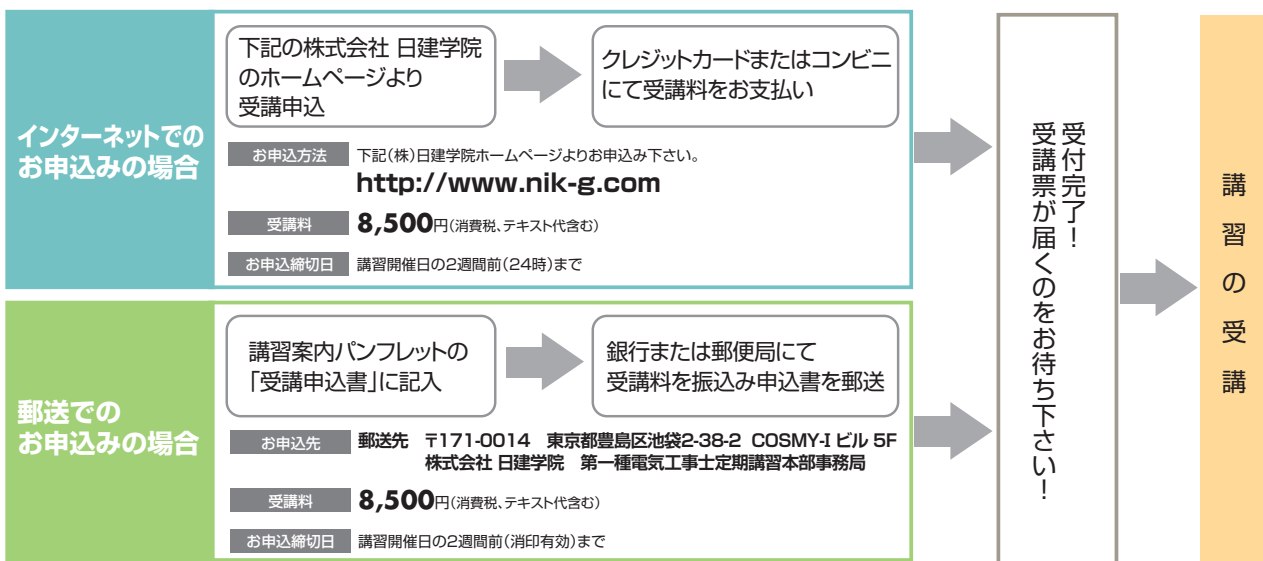 インターネットでの
お申込みの場合
下記の株式会社 日建学院
のホームページより
受講申込
クレジットカードまたはコンビニ
にて受講料をお支払い
お申込方法 下記(株)日建学院ホームページよりお申込み下さい。
http://www.nik-g.com
受講料 8,500円(消費税、テキスト代含む)
お申込締切日 講習開催日の2週間前(24時)まで
郵送での
お申込みの場合
講習案内パンフレットの
「受講申込書」に記入
銀行または郵便局にて
受講料を振込み申込書を郵送
お申込先 郵送先 〒171-0014 東京都豊島区池袋2-38-2 COSMY-I ビル 5F
株式会社 日建学院 第一種電気工事士定期講習本部事務局
受講料 8,500円(消費税、テキスト代含む)
お申込締切日 講習開催日の2週間前(消印有効)まで
受付完了!
受講票が届くのをお待ち下さい!
講習の受講